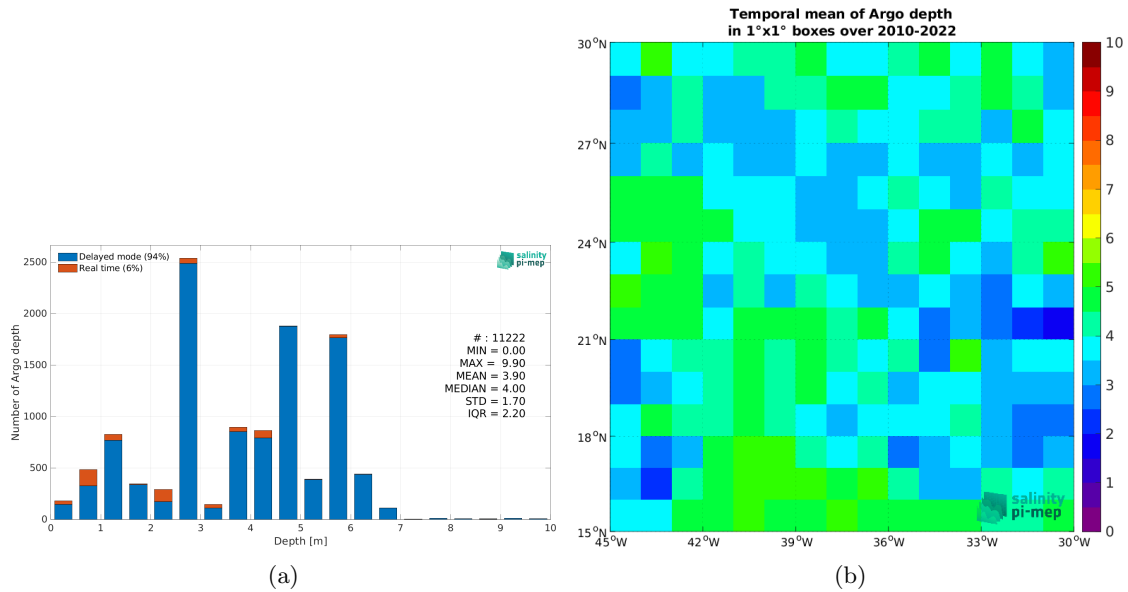 Delayed mode (94%)
Real time (6%)
salinity
pi-mep
# : 11222
MIN = 0.00
MAX = 9.90
MEAN = 3.90
MEDIAN = 4.00
STD = 1.70
IQR = 2.20
Number of Argo depth
2500
2000
1500
1000
500
0
0 1 2 3 4 5 6 7 8 9 10
Depth [m]
(a)
Temporal mean of Argo depth
in 1°x1° boxes over 2010-2022
30°N
27°N
24°N
21°N
18°N
15°N
45°W 42°W 39°W 36°W 33°W 30°W
salinity
pi-mep
10
9
8
7
6
5
4
3
2
1
0
(b)